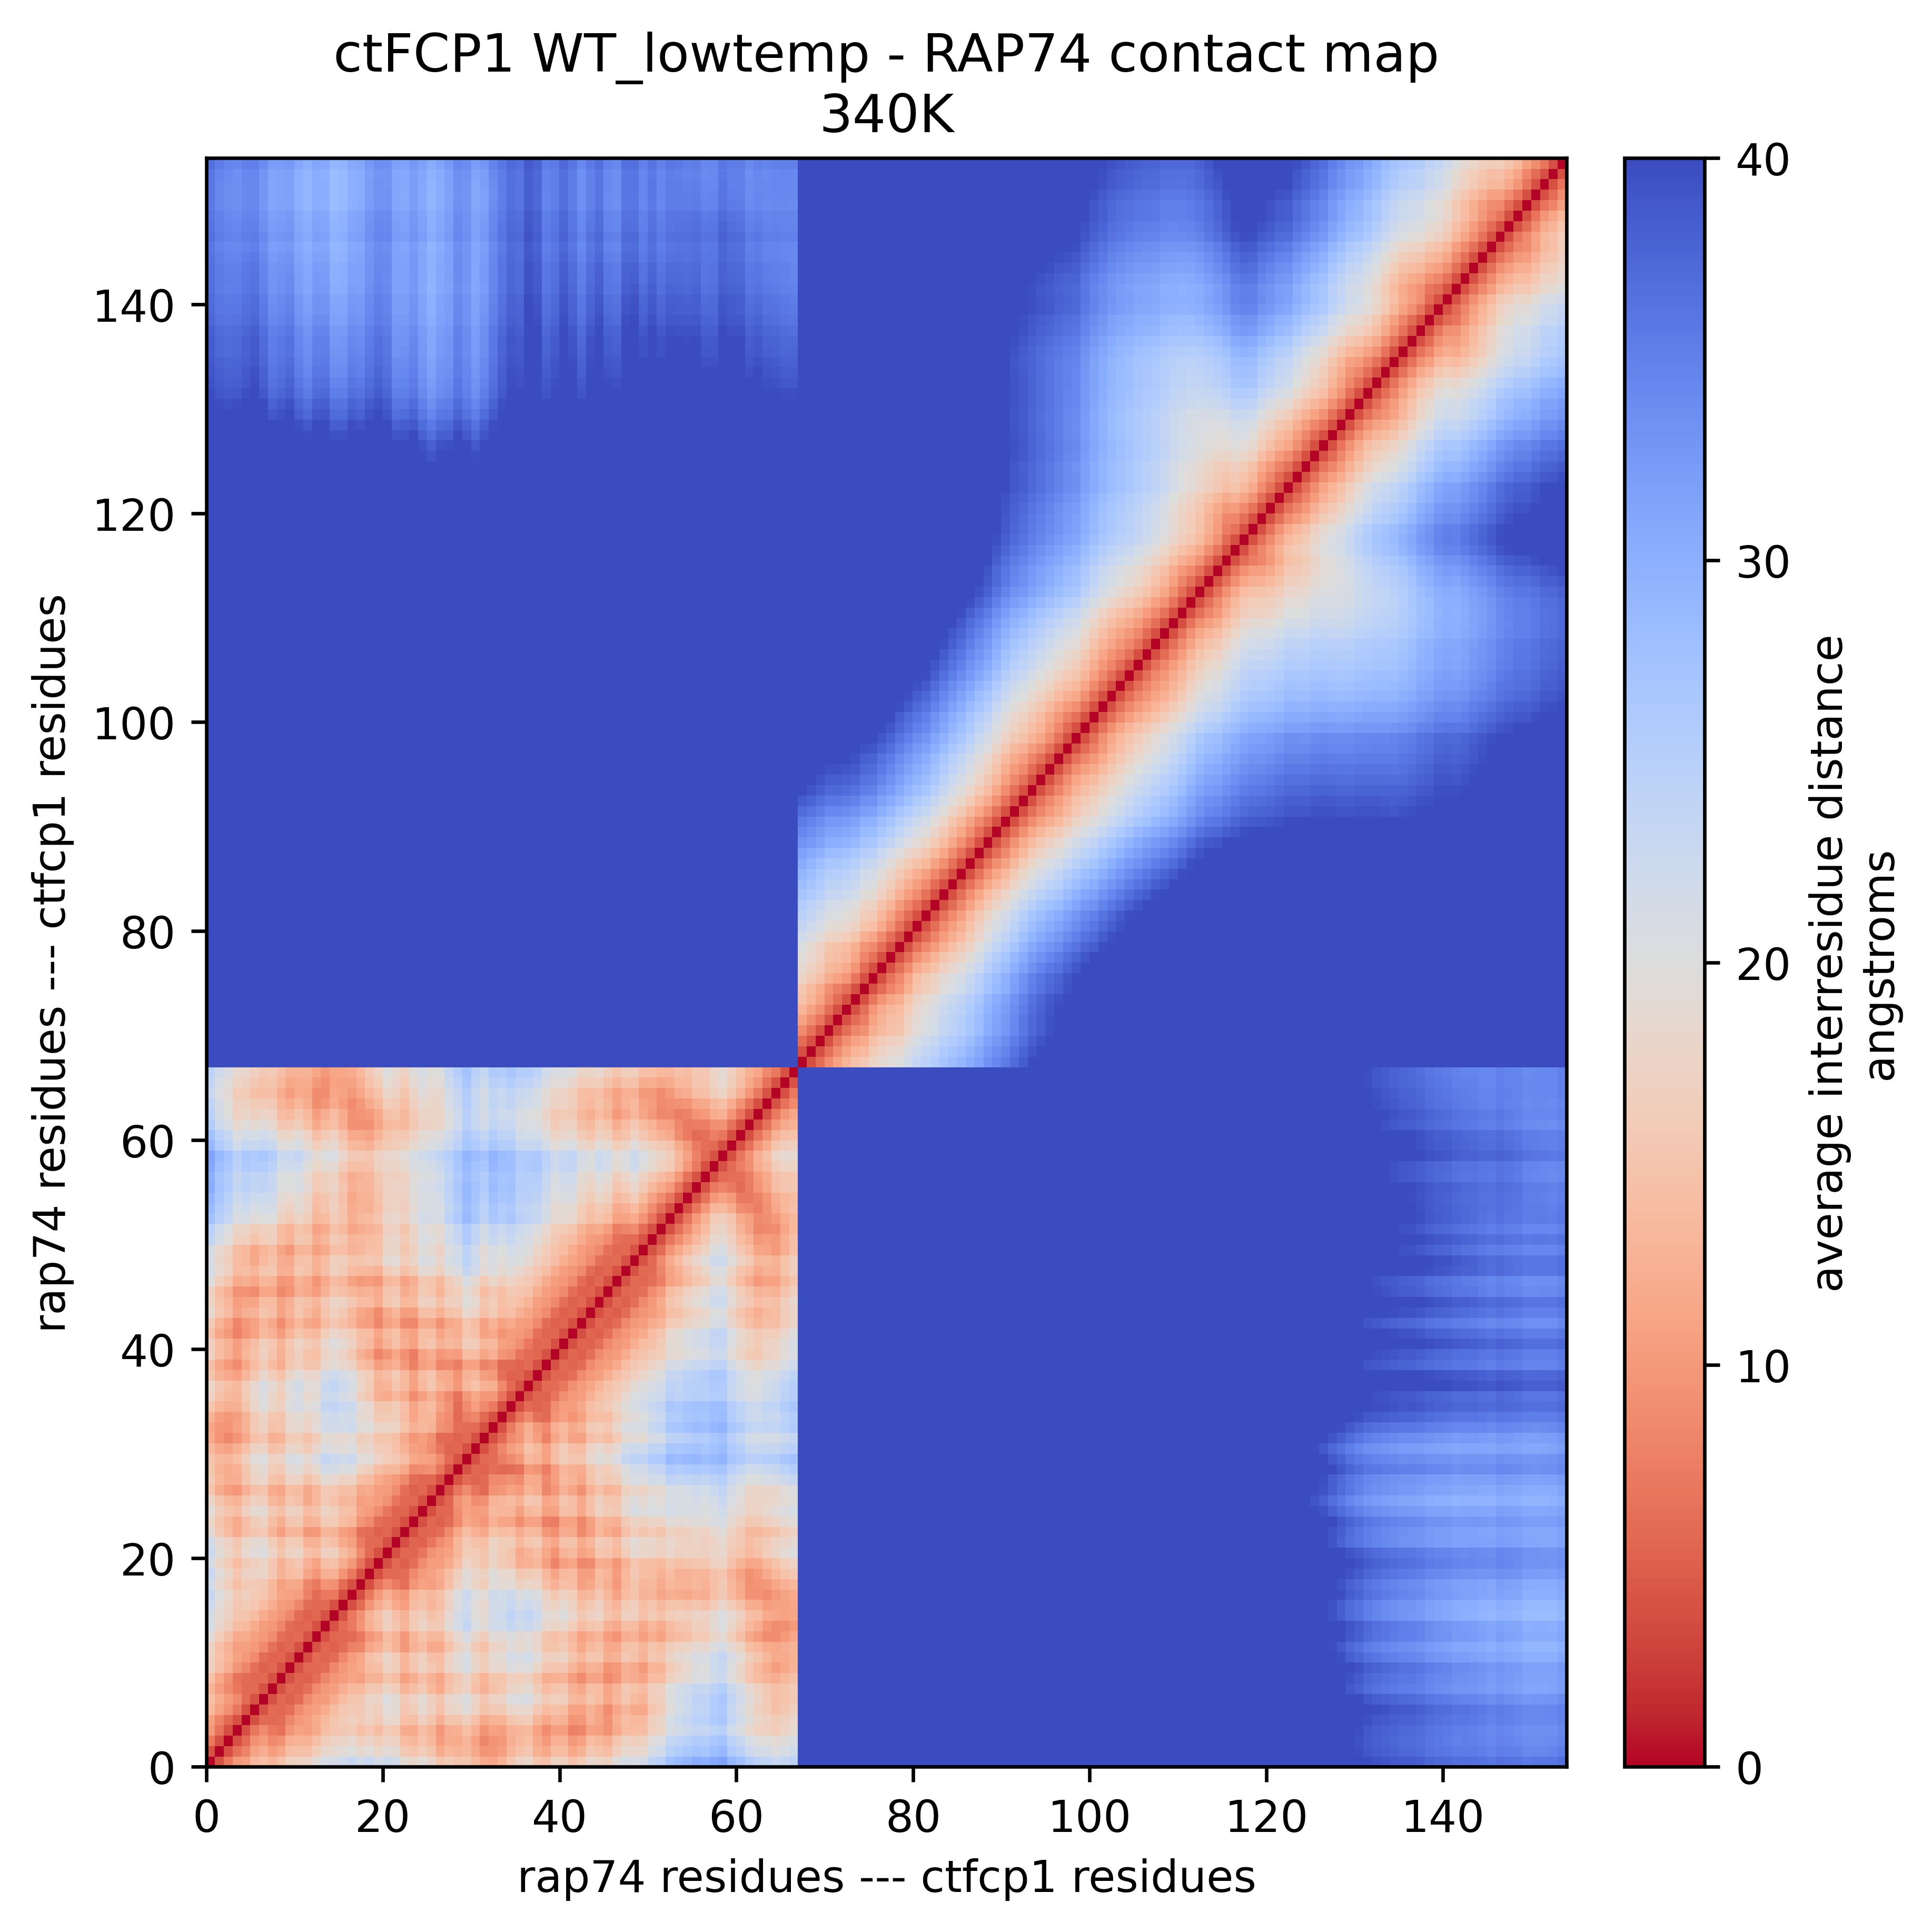 ctFCP1 WT_lowtemp - RAP74 contact map
340K
rap74 residues --- ctfcp1 residues
140
120
100
80
60
40
20
0
0 20 40 60 80 100 120 140
rap74 residues --- ctfcp1 residues
40
30
20
10
0
average interresidue distance
angstroms